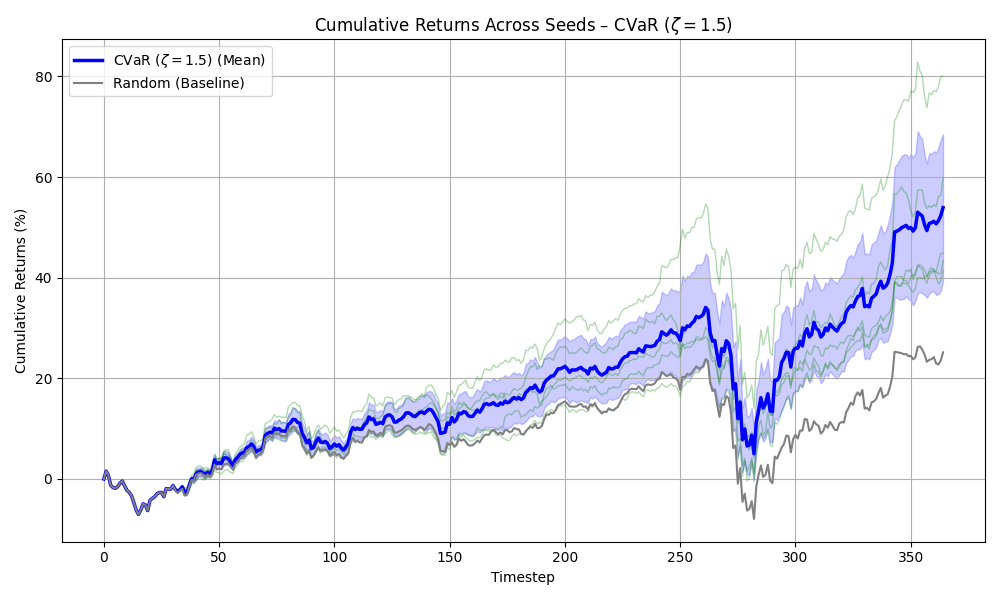 Cumulative Returns Across Seeds – CVaR (ζ = 1.5)
CVaR (ζ = 1.5) (Mean)
Random (Baseline)
Cumulative Returns (%)
80
60
40
20
0
0 50 100 150 200 250 300 350
Timestep